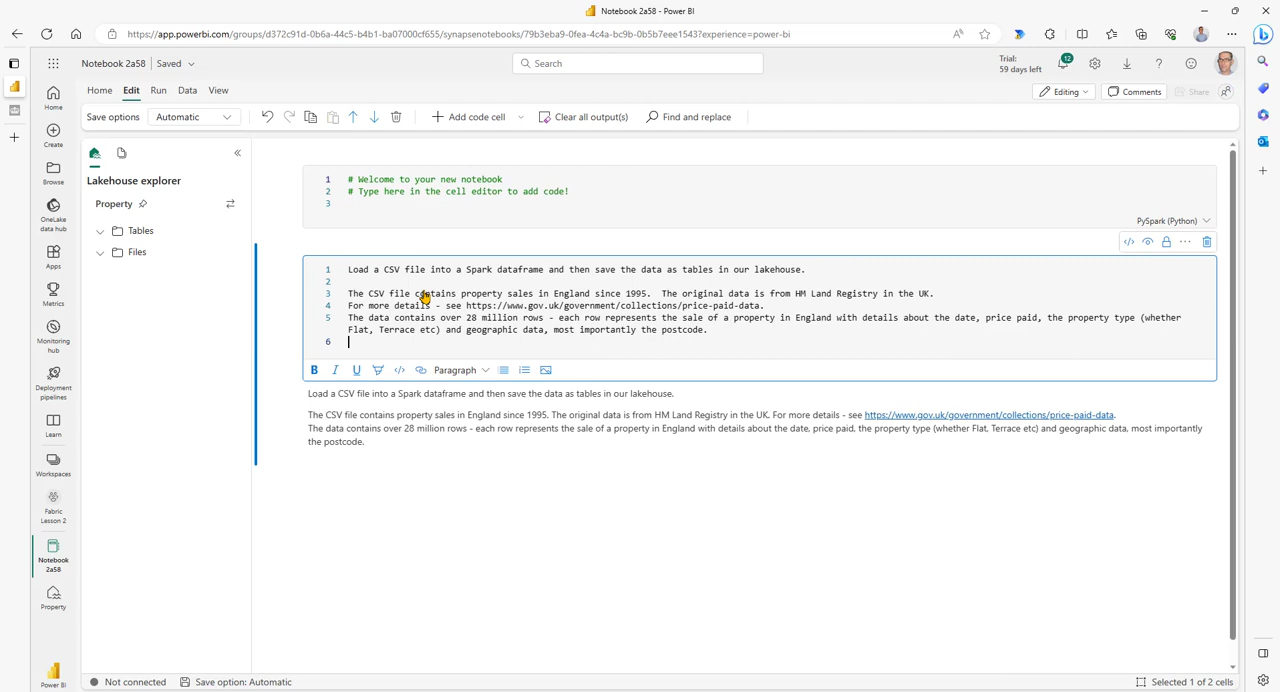 Notebook 2a58 - Power BI
https://app.powerbi.com/groups/d372c91d-0b6a-44c5-b4b1-ba07000cf655/synapsenotebooks/79b3eba9-0fea-4c4a-bc9b-0b5b7eee1543?experience=power-bi
Notebook 2a58 | Saved
Search
Trial:
59 days left
12
Home
Edit
Run
Data
View
Editing
Comments
Share
Save options
Automatic
Add code cell
Clear all output(s)
Find and replace
Home
Create
Browse
OneLake
data hub
Apps
Metrics
Monitoring
hub
Deployment
pipelines
Learn
Workspaces
Fabric
Lesson 2
Notebook
2a58
Property
Power BI
Lakehouse explorer
Property
Tables
Files
1 # Welcome to your new notebook
2 # Type here in the cell editor to add code!
3
PySpark (Python)
1 Load a CSV file into a Spark dataframe and then save the data as tables in our lakehouse.
2
3 The CSV file contains property sales in England since 1995.  The original data is from HM Land Registry in the UK.
4 For more details - see https://www.gov.uk/government/collections/price-paid-data.
5 The data contains over 28 million rows - each row represents the sale of a property in England with details about the date, price paid, the property type (whether
Flat, Terrace etc) and geographic data, most importantly the postcode.
6
B I U Paragraph
Load a CSV file into a Spark dataframe and then save the data as tables in our lakehouse.
The CSV file contains property sales in England since 1995. The original data is from HM Land Registry in the UK. For more details - see https://www.gov.uk/government/collections/price-paid-data.
The data contains over 28 million rows - each row represents the sale of a property in England with details about the date, price paid, the property type (whether Flat, Terrace etc) and geographic data, most importantly
the postcode.
Not connected
Save option: Automatic
Selected 1 of 2 cells